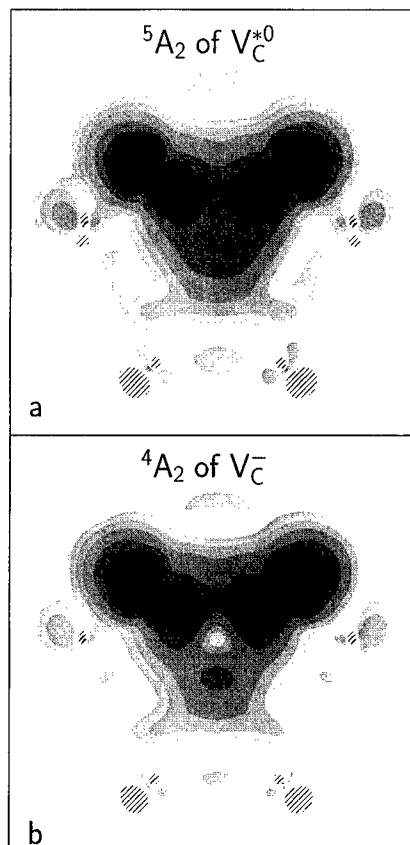 ⁵A₂ of V_C^{*0}
a
⁴A₂ of V_C^−
b